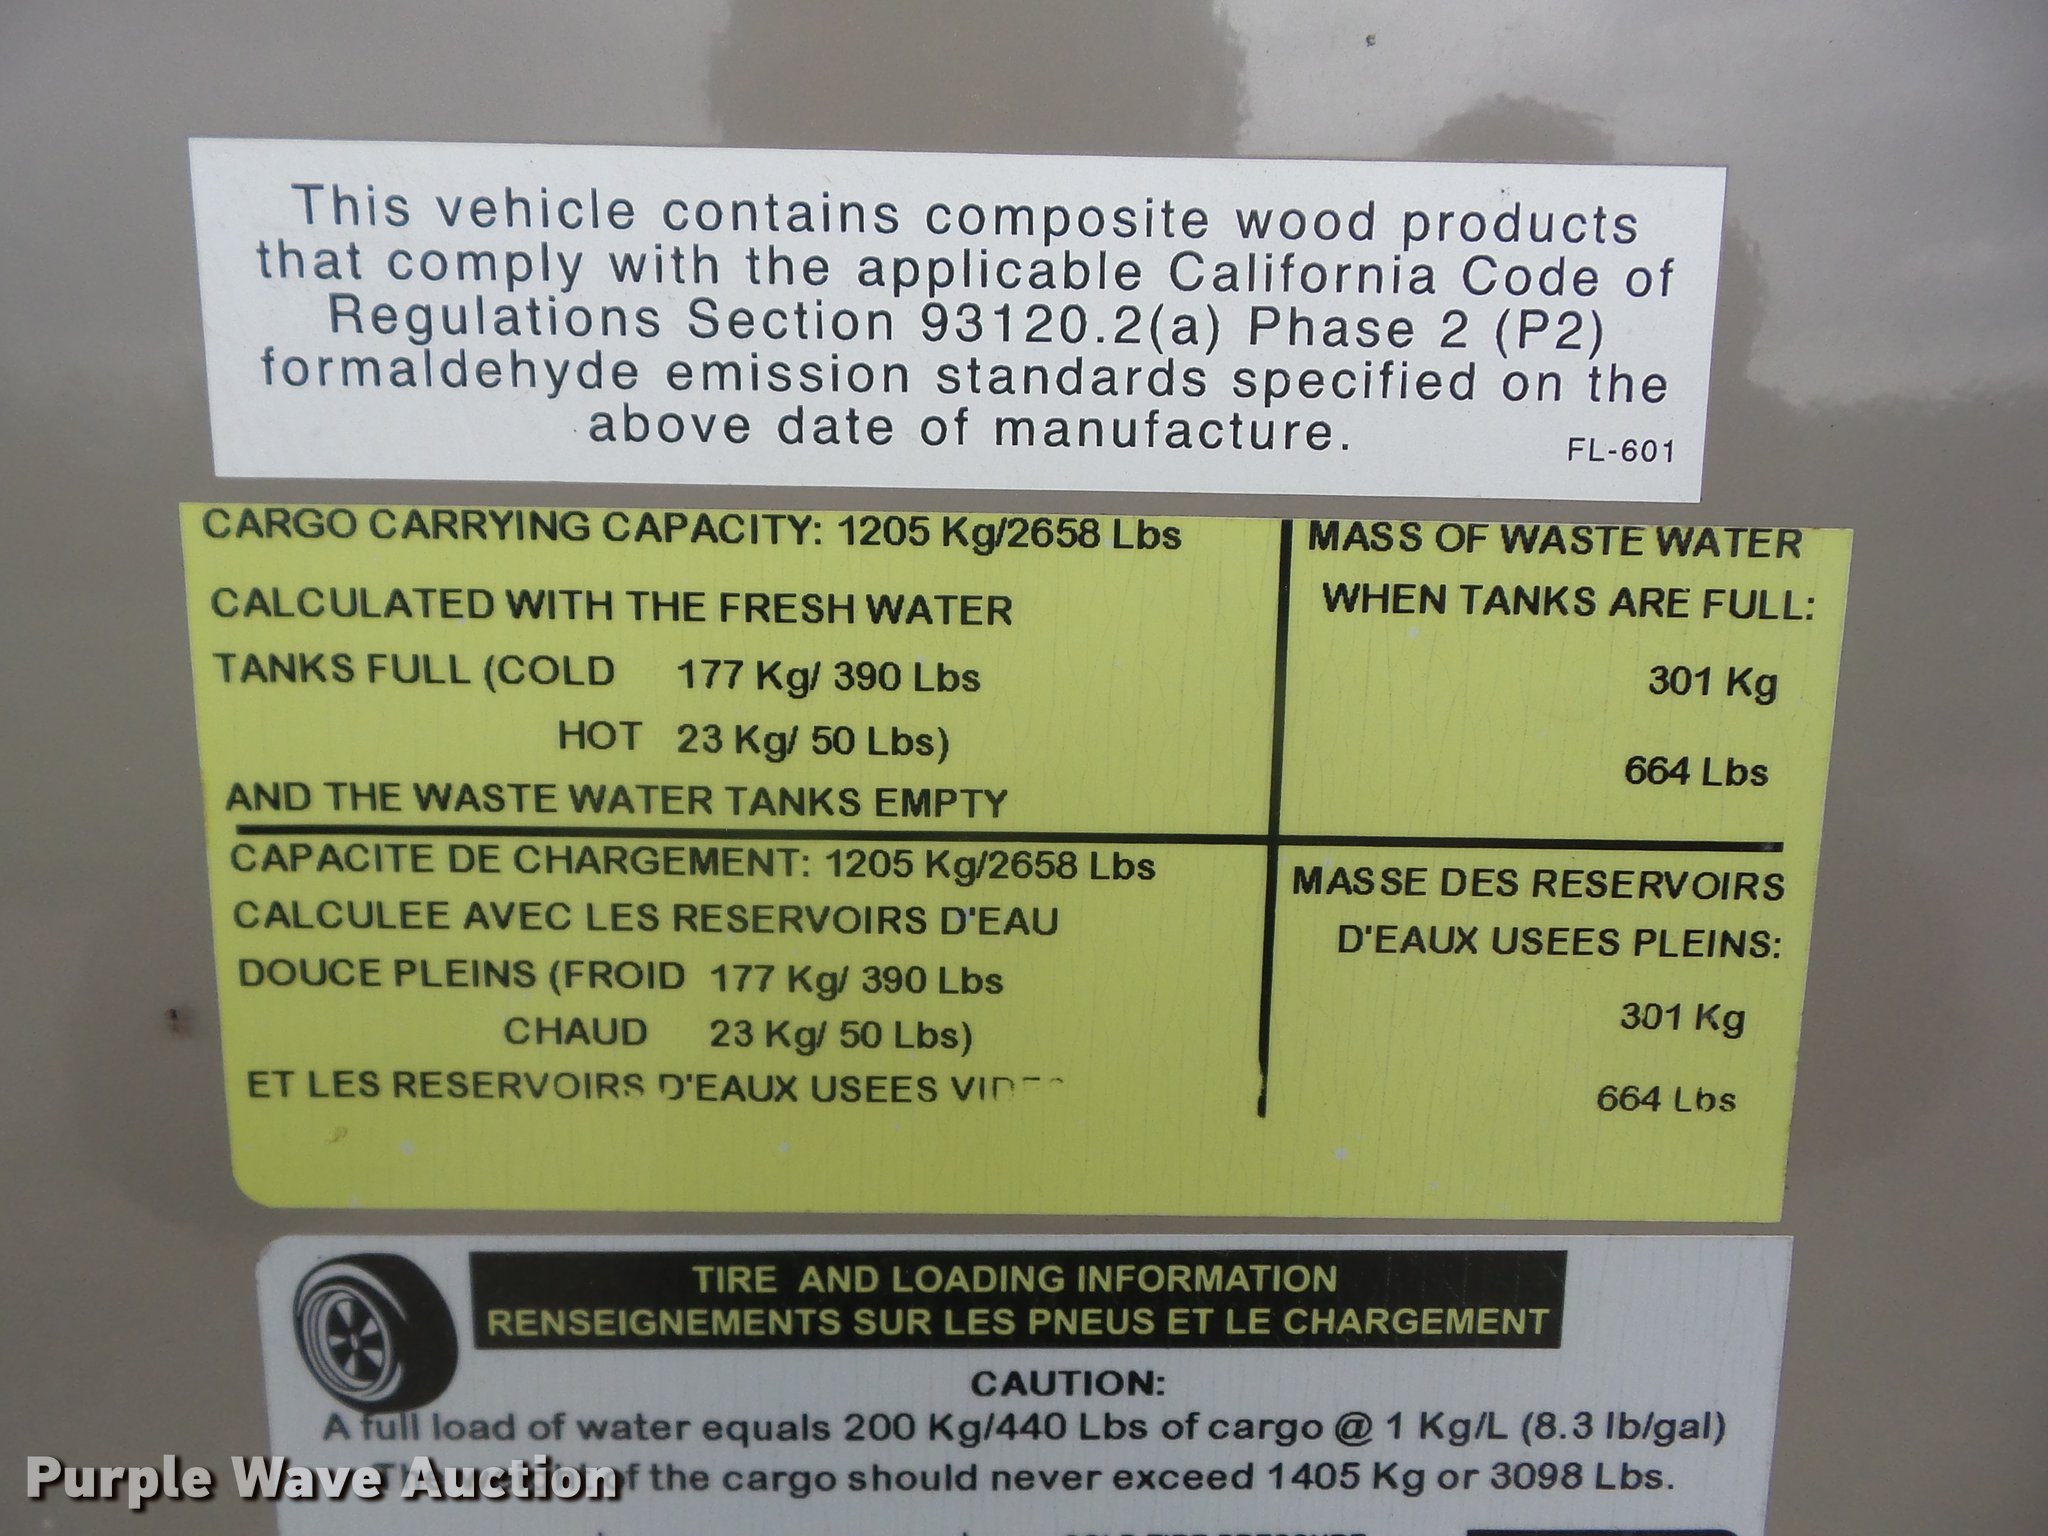 This vehicle contains composite wood products
that comply with the applicable California Code of
Regulations Section 93120.2(a) Phase 2 (P2)
formaldehyde emission standards specified on the
above date of manufacture.
FL-601
CARGO CARRYING CAPACITY: 1205 Kg/2658 Lbs
CALCULATED WITH THE FRESH WATER
TANKS FULL (COLD 177 Kg/ 390 Lbs
HOT 23 Kg/ 50 Lbs)
AND THE WASTE WATER TANKS EMPTY
MASS OF WASTE WATER
WHEN TANKS ARE FULL:
301 Kg
664 Lbs
CAPACITE DE CHARGEMENT: 1205 Kg/2658 Lbs
CALCULEE AVEC LES RESERVOIRS D'EAU
DOUCE PLEINS (FROID 177 Kg/ 390 Lbs
CHAUD 23 Kg/ 50 Lbs)
ET LES RESERVOIRS D'EAUX USEES
MASSE DES RESERVOIRS
D'EAUX USEES PLEINS:
301 Kg
664 Lbs
TIRE AND LOADING INFORMATION
RENSEIGNEMENTS SUR LES PNEUS ET LE CHARGEMENT
CAUTION:
A full load of water equals 200 Kg/440 Lbs of cargo @ 1 Kg/L (8.3 lb/gal)
of the cargo should never exceed 1405 Kg or 3098 Lbs.
Purple Wave Auction